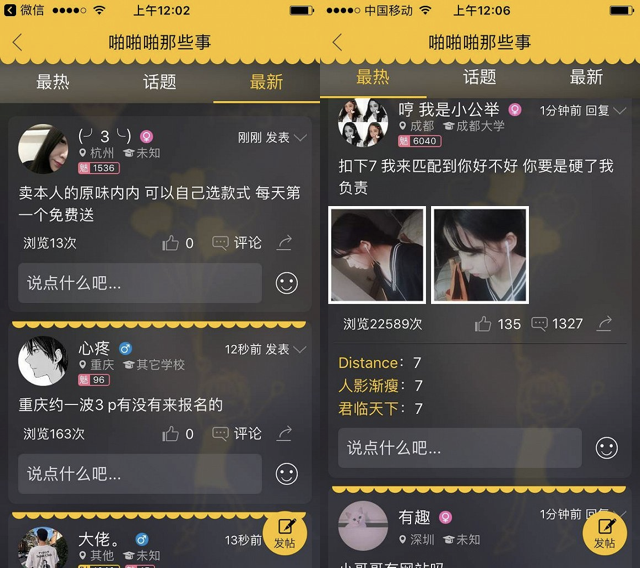 微信 上午12:02
啪啪啪那些事
最热 话题 最新
(╯3╰)
刚刚 发表
杭州 未知
魅 1536
卖本人的原味内内 可以自己选款式 每天第
一个免费送
浏览13次 0 评论
说点什么吧...
心疼
12秒前 发表
重庆 其它学校
魅 96
重庆约一波3 p有没有来报名的
浏览163次 0 评论
说点什么吧...
大佬。
13秒前
其他 未知
发帖
中国移动 上午12:06
啪啪啪那些事
最热 话题 最新
哼 我是小公举
1分钟前 回复
成都 成都大学
魅 6040
扣下7 我来匹配到你好不好 你要是硬了我
负责
浏览22589次 135 1327
Distance：7
人影渐瘦：7
君临天下：7
说点什么吧...
有趣
1分钟前 回复
深圳 未知
发帖
小哥哥有网站吗